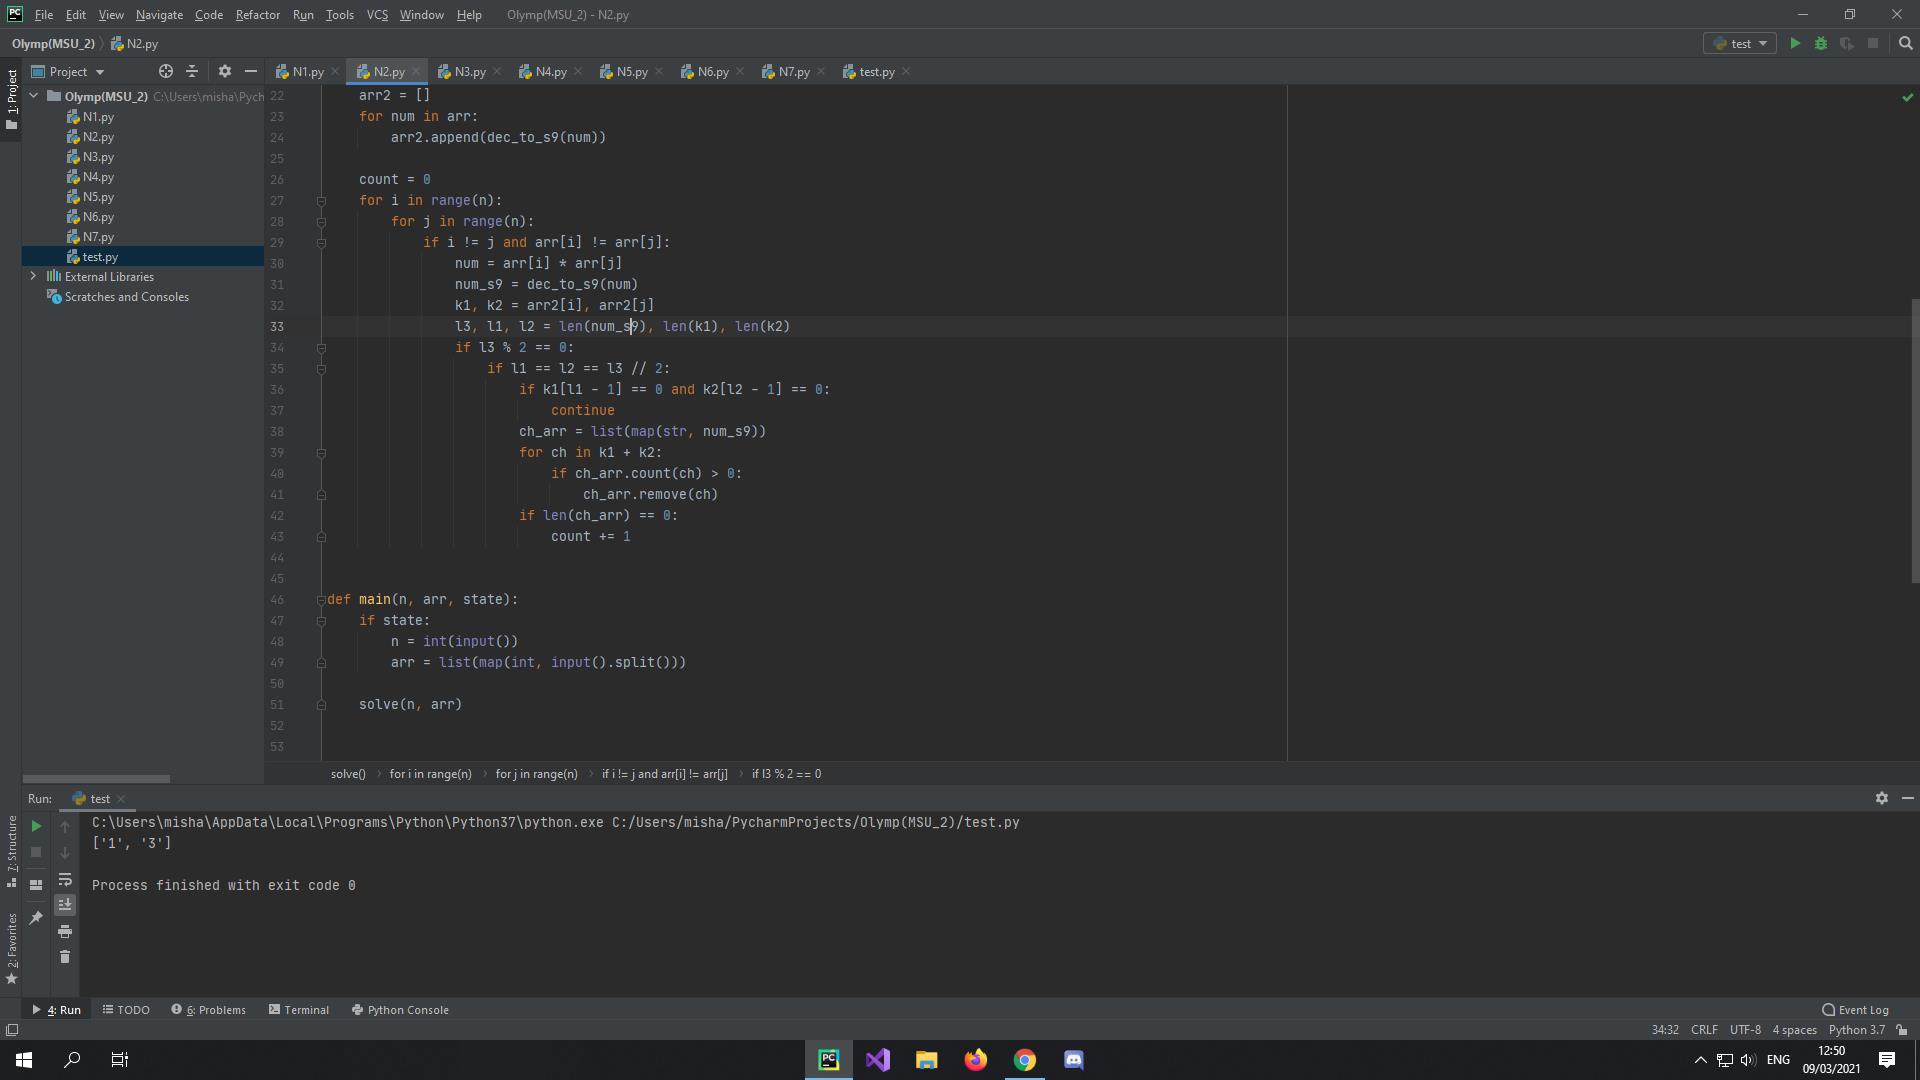 File Edit View Navigate Code Refactor Run Tools VCS Window Help Olymp(MSU_2) - N2.py
Olymp(MSU_2) N2.py test
Project N1.py N2.py N3.py N4.py N5.py N6.py N7.py test.py
1: Project
Olymp(MSU_2) C:\Users\misha\Pych
N1.py
N2.py
N3.py
N4.py
N5.py
N6.py
N7.py
test.py
External Libraries
Scratches and Consoles
22 arr2 = []
23 for num in arr:
24 arr2.append(dec_to_s9(num))
25
26 count = 0
27 for i in range(n):
28 for j in range(n):
29 if i != j and arr[i] != arr[j]:
30 num = arr[i] * arr[j]
31 num_s9 = dec_to_s9(num)
32 k1, k2 = arr2[i], arr2[j]
33 l3, l1, l2 = len(num_s9), len(k1), len(k2)
34 if l3 % 2 == 0:
35 if l1 == l2 == l3 // 2:
36 if k1[l1 - 1] == 0 and k2[l2 - 1] == 0:
37 continue
38 ch_arr = list(map(str, num_s9))
39 for ch in k1 + k2:
40 if ch_arr.count(ch) > 0:
41 ch_arr.remove(ch)
42 if len(ch_arr) == 0:
43 count += 1
44
45
46 def main(n, arr, state):
47 if state:
48 n = int(input())
49 arr = list(map(int, input().split()))
50
51 solve(n, arr)
52
53
solve() for i in range(n) for j in range(n) if i != j and arr[i] != arr[j] if l3 % 2 == 0
Run: test
C:\Users\misha\AppData\Local\Programs\Python\Python37\python.exe C:/Users/misha/PycharmProjects/Olymp(MSU_2)/test.py
['1', '3']
Process finished with exit code 0
7: Structure
2: Favorites
4: Run TODO 6: Problems Terminal Python Console Event Log
34:32 CRLF UTF-8 4 spaces Python 3.7
ENG 12:50
09/03/2021